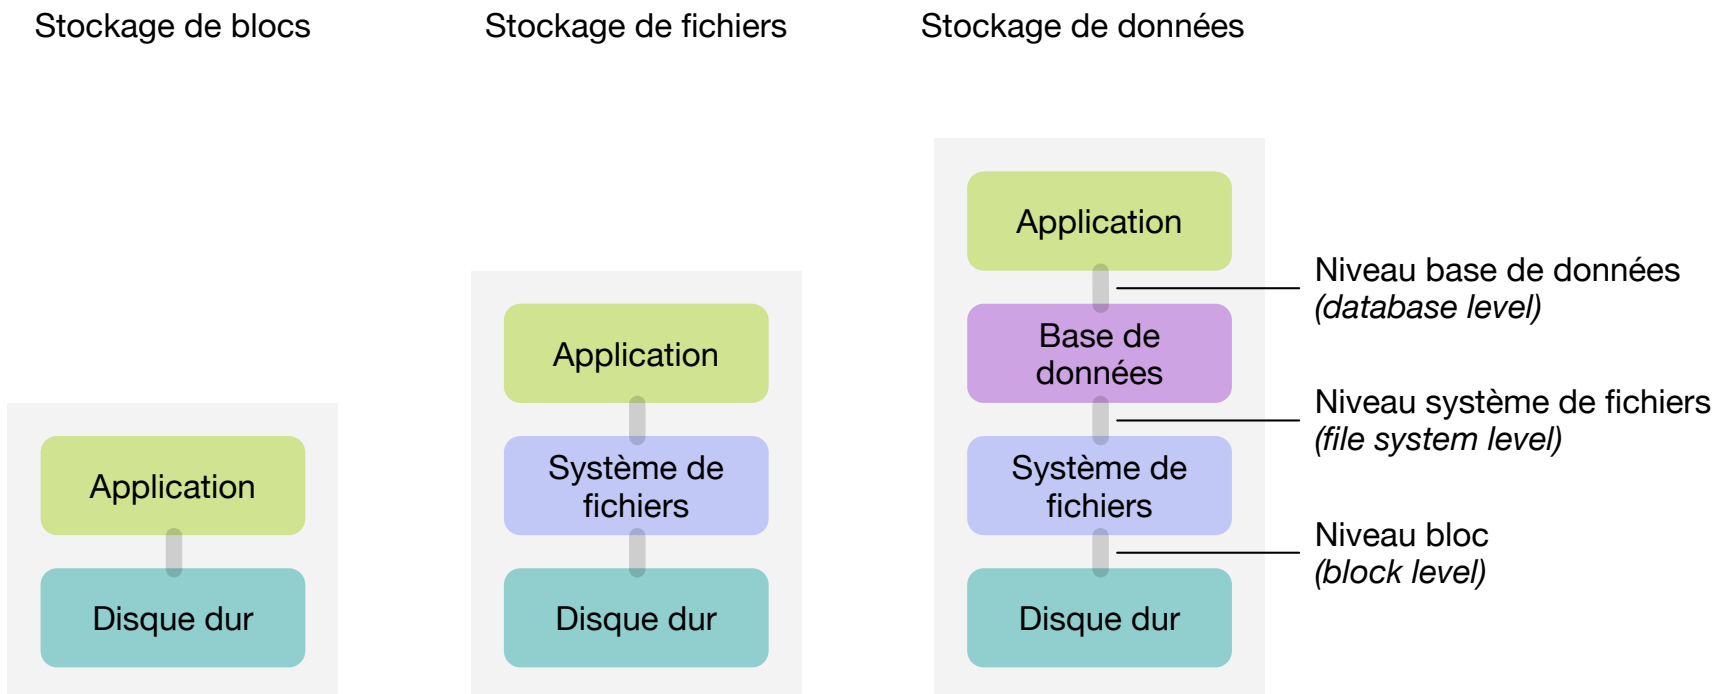 Stockage de blocs
Stockage de fichiers
Stockage de données
Application
Disque dur
Application
Système de
fichiers
Disque dur
Application
Base de
données
Système de
fichiers
Disque dur
Niveau base de données
(database level)
Niveau système de fichiers
(file system level)
Niveau bloc
(block level)